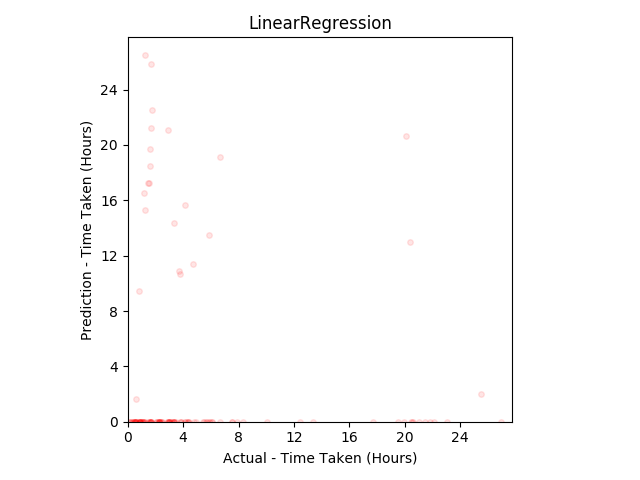 LinearRegression
Prediction - Time Taken (Hours)
24
20
16
12
8
4
0
0 4 8 12 16 20 24
Actual - Time Taken (Hours)